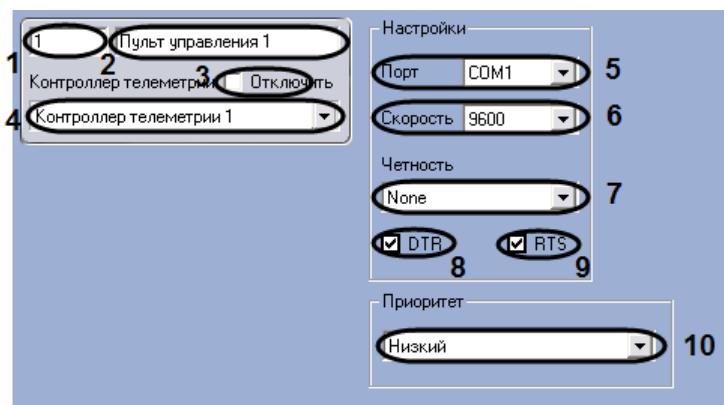 1 Пульт управления 1
1 2
Контроллер телеметрии Отключить
3
4 Контроллер телеметрии 1
Настройки
Порт COM1 5
Скорость 9600 6
Четность
None 7
DTR RTS
8 9
Приоритет
Низкий 10